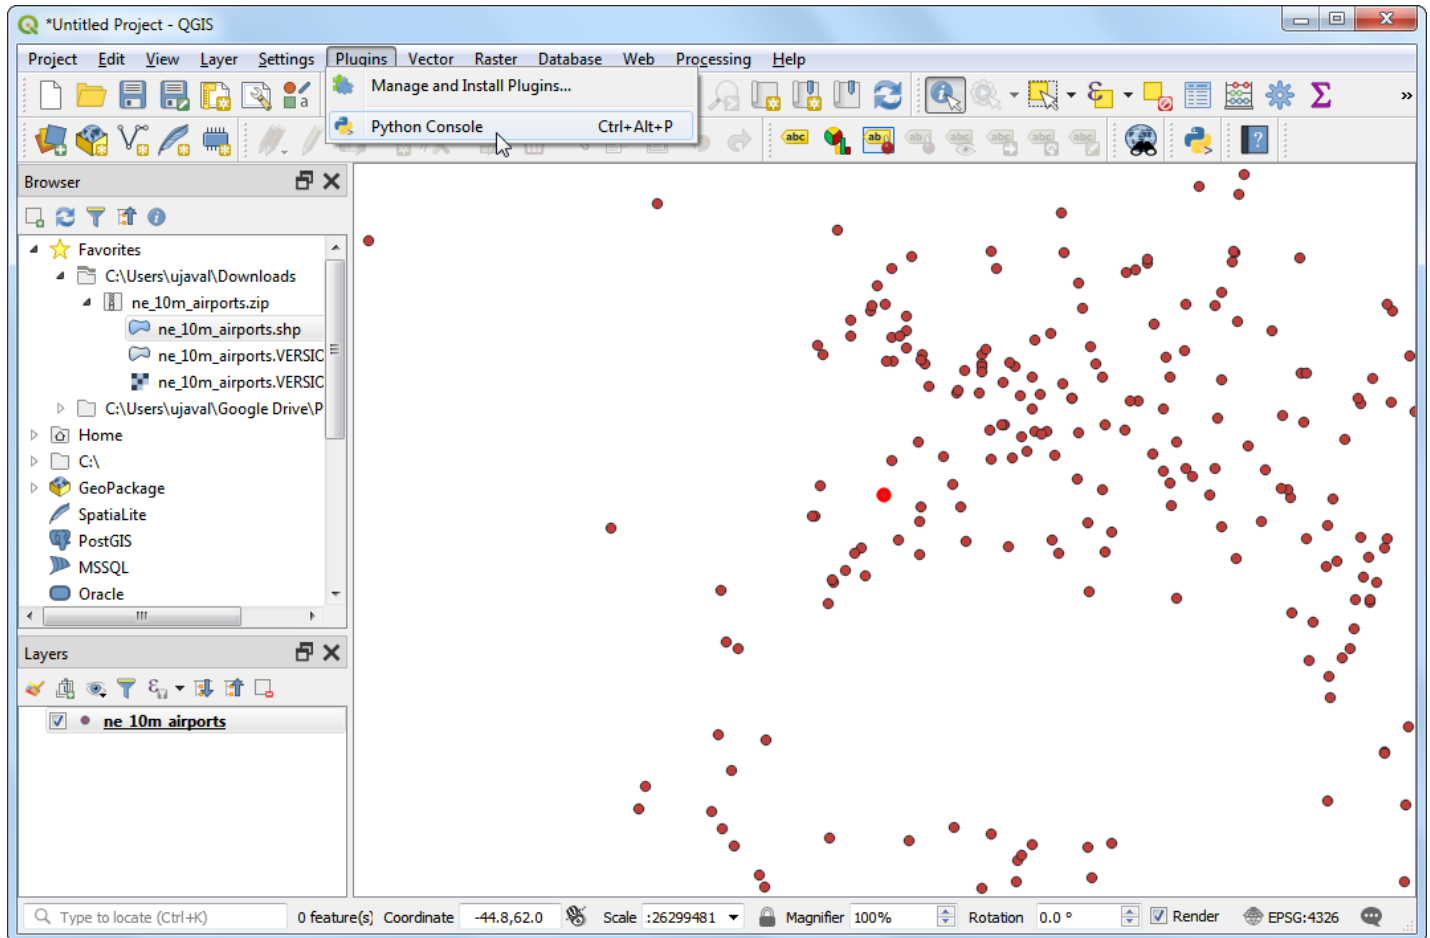 *Untitled Project - QGIS
Project Edit View Layer Settings Plugins Vector Raster Database Web Processing Help
Manage and Install Plugins...
Python Console Ctrl+Alt+P
Browser
Favorites
C:\Users\ujaval\Downloads
ne_10m_airports.zip
ne_10m_airports.shp
ne_10m_airports.VERSIC
ne_10m_airports.VERSIC
C:\Users\ujaval\Google Drive\P
Home
C:\
GeoPackage
SpatiaLite
PostGIS
MSSQL
Oracle
Layers
ne_10m_airports
Type to locate (Ctrl+K) 0 feature(s) Coordinate -44.8,62.0 Scale :26299481 Magnifier 100% Rotation 0.0 ° Render EPSG:4326